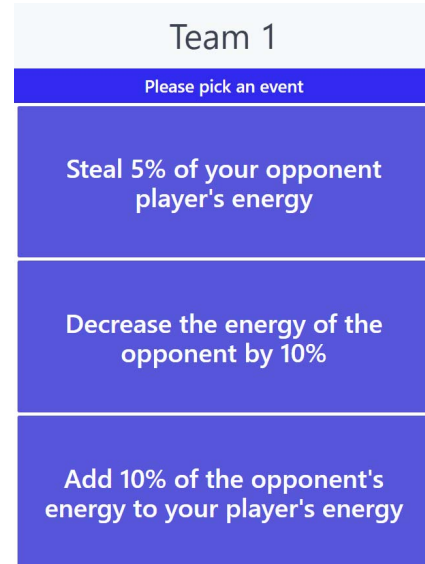 Team 1
Please pick an event
Steal 5% of your opponent
player's energy
Decrease the energy of the
opponent by 10%
Add 10% of the opponent's
energy to your player's energy